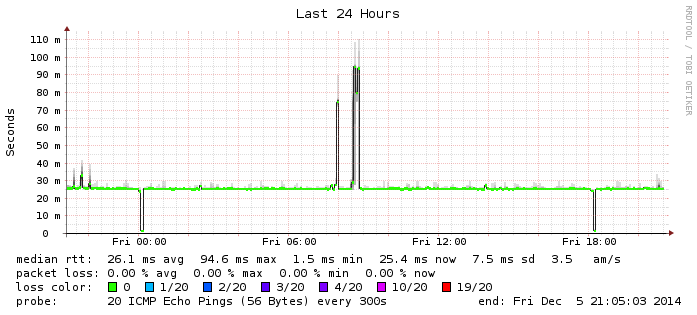 Last 24 Hours
RRDTOOL / TOBI OETIKER
Seconds
110 m
100 m
90 m
80 m
70 m
60 m
50 m
40 m
30 m
20 m
10 m
0
Fri 00:00 Fri 06:00 Fri 12:00 Fri 18:00
median rtt: 26.1 ms avg 94.6 ms max 1.5 ms min 25.4 ms now 7.5 ms sd 3.5 am/s
packet loss: 0.00 % avg 0.00 % max 0.00 % min 0.00 % now
loss color: 0 1/20 2/20 3/20 4/20 10/20 19/20
probe: 20 ICMP Echo Pings (56 Bytes) every 300s end: Fri Dec 5 21:05:03 2014